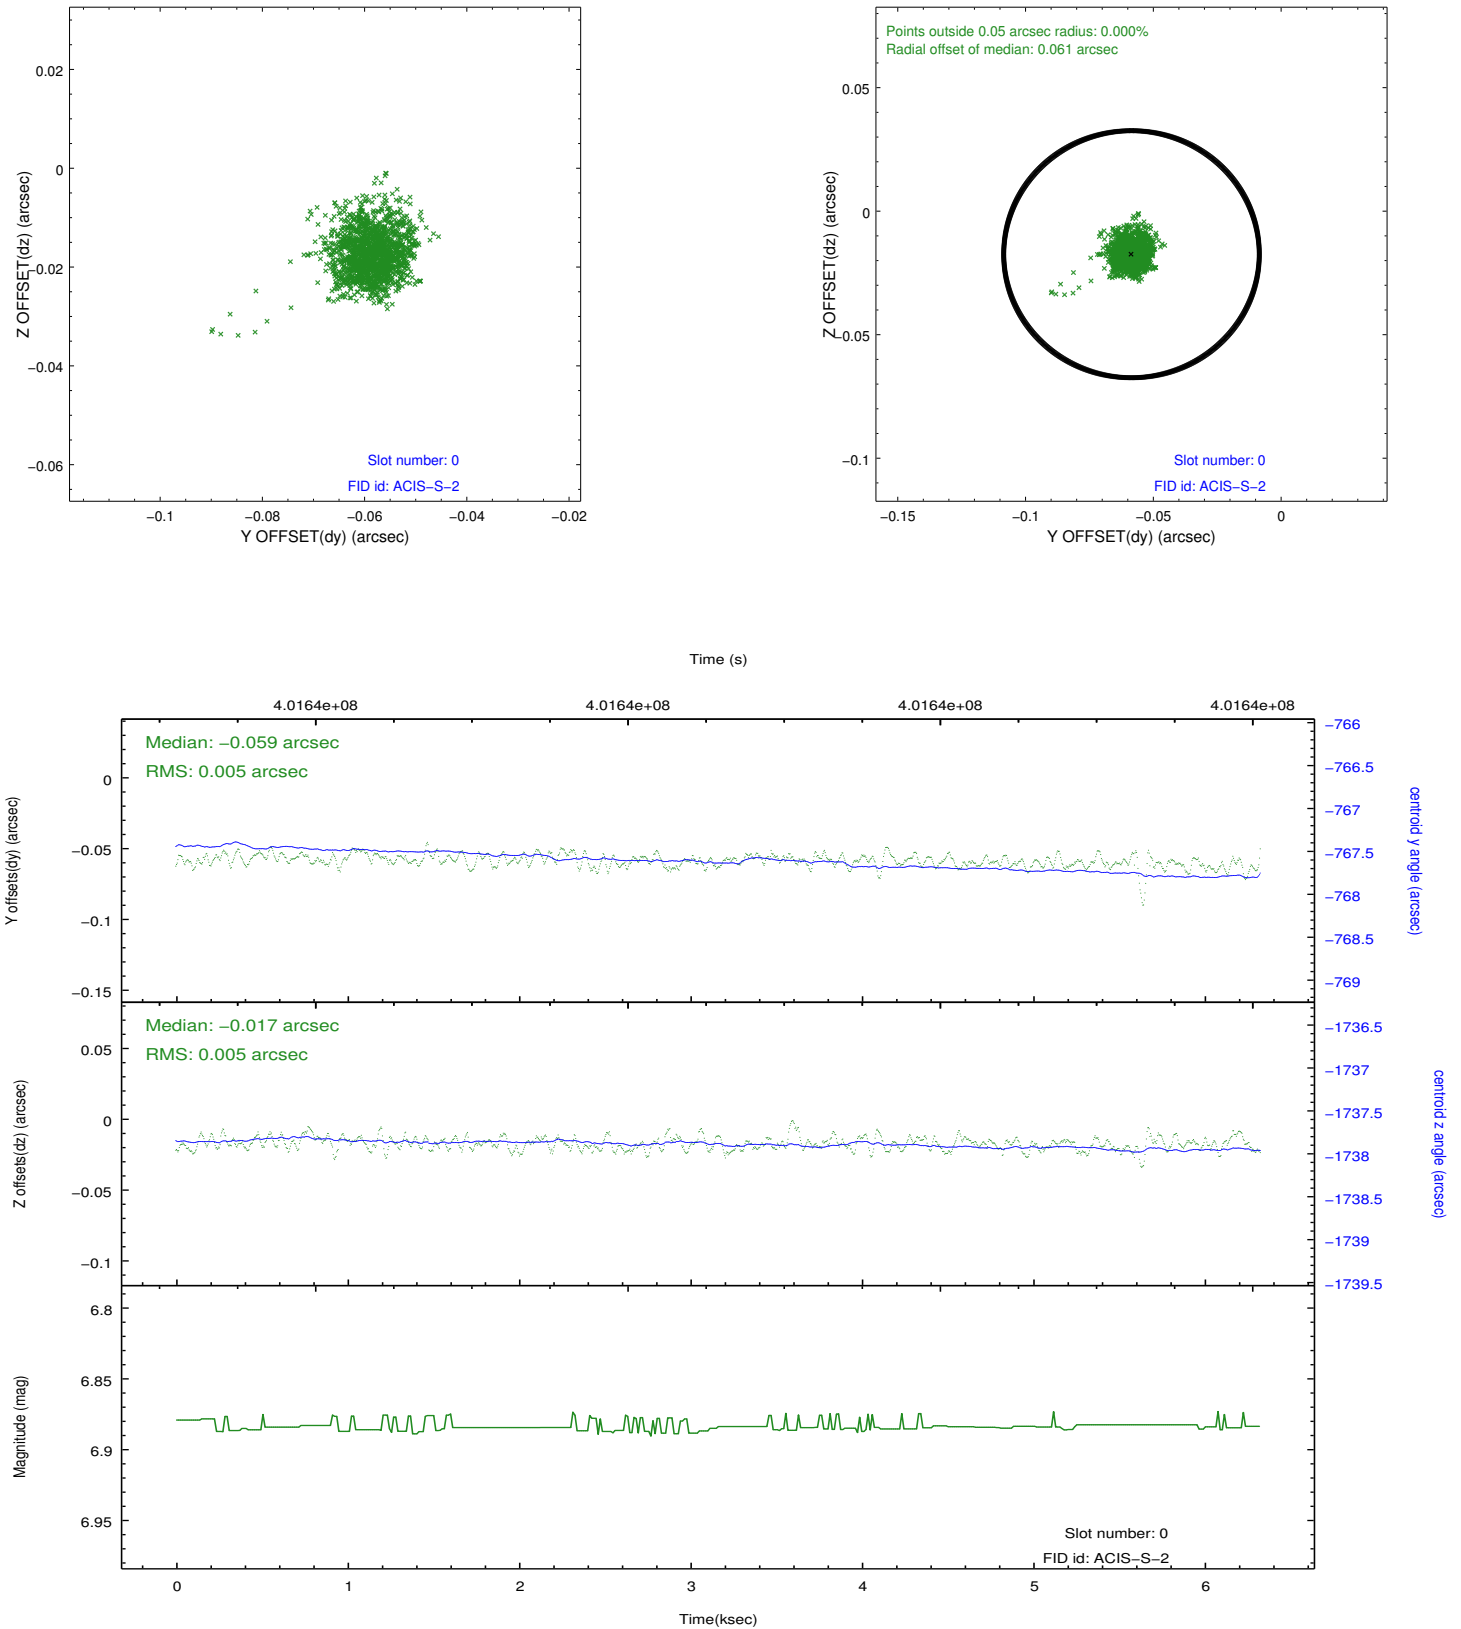 0.02
0
−0.02
−0.04
−0.06
Z OFFSET(dz) (arcsec)
Slot number: 0
FID id: ACIS−S−2
−0.1 −0.08 −0.06 −0.04 −0.02
Y OFFSET(dy) (arcsec)
Points outside 0.05 arcsec radius: 0.000%
Radial offset of median: 0.061 arcsec
0.05
0
−0.05
−0.1
Z OFFSET(dz) (arcsec)
Slot number: 0
FID id: ACIS−S−2
−0.15 −0.1 −0.05 0
Y OFFSET(dy) (arcsec)
Time (s)
4.0164e+08 4.0164e+08 4.0164e+08 4.0164e+08
Median: −0.059 arcsec
RMS: 0.005 arcsec
0
−0.05
−0.1
−0.15
Y offsets(dy) (arcsec)
−766
−766.5
−767
−767.5
−768
−768.5
−769
centroid y angle (arcsec)
Median: −0.017 arcsec
RMS: 0.005 arcsec
0.05
0
−0.05
−0.1
Z offsets(dz) (arcsec)
−1736.5
−1737
−1737.5
−1738
−1738.5
−1739
−1739.5
centroid z angle (arcsec)
6.8
6.85
6.9
6.95
Magnitude (mag)
Slot number: 0
FID id: ACIS−S−2
0 1 2 3 4 5 6
Time(ksec)